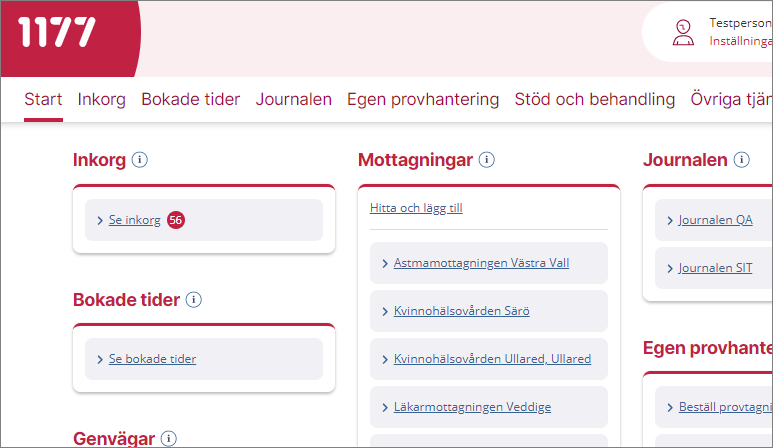 1177
Testperson
Inställninga
Start Inkorg Bokade tider Journalen Egen provhantering Stöd och behandling Övriga tjän
Inkorg
Se inkorg 56
Bokade tider
Se bokade tider
Genvägar
Mottagningar
Hitta och lägg till
Astmamottagningen Västra Vall
Kvinnohälsovården Särö
Kvinnohälsovården Ullared, Ullared
Läkarmottagningen Veddige
Journalen
Journalen QA
Journalen SIT
Egen provhante
Beställ provtagni